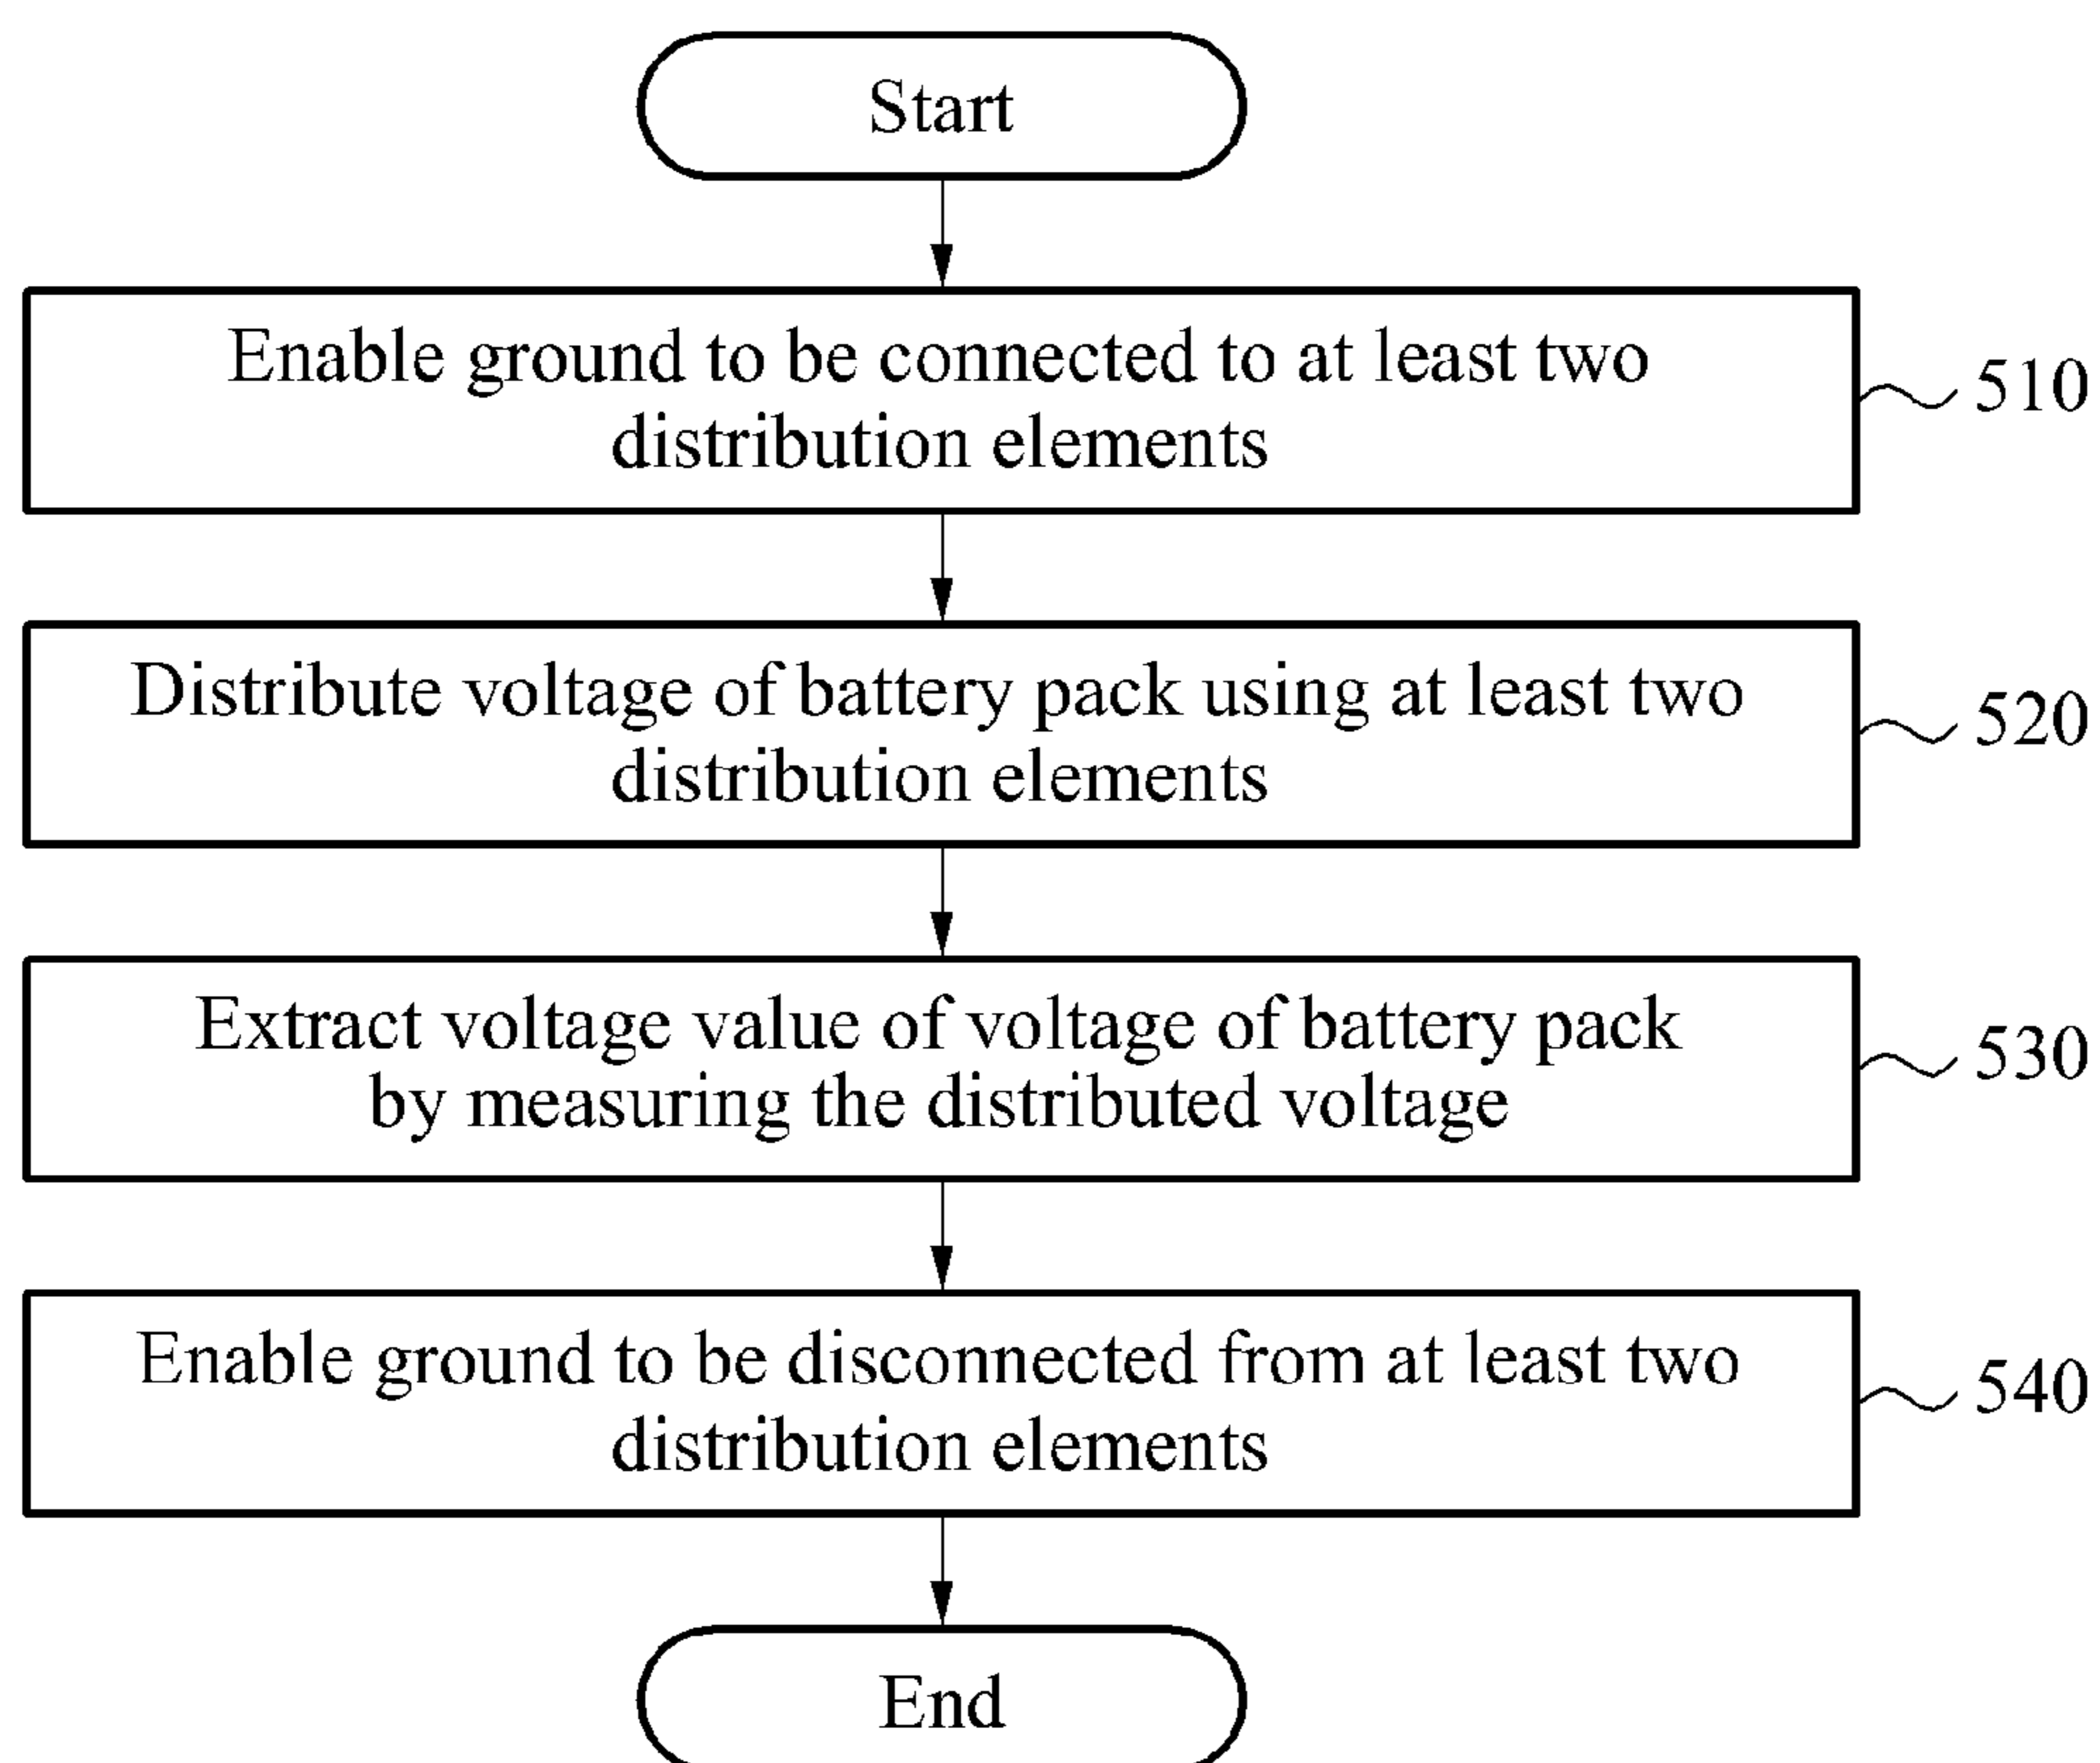 Start
Enable ground to be connected to at least two
distribution elements
510
Distribute voltage of battery pack using at least two
distribution elements
520
Extract voltage value of voltage of battery pack
by measuring the distributed voltage
530
Enable ground to be disconnected from at least two
distribution elements
540
End